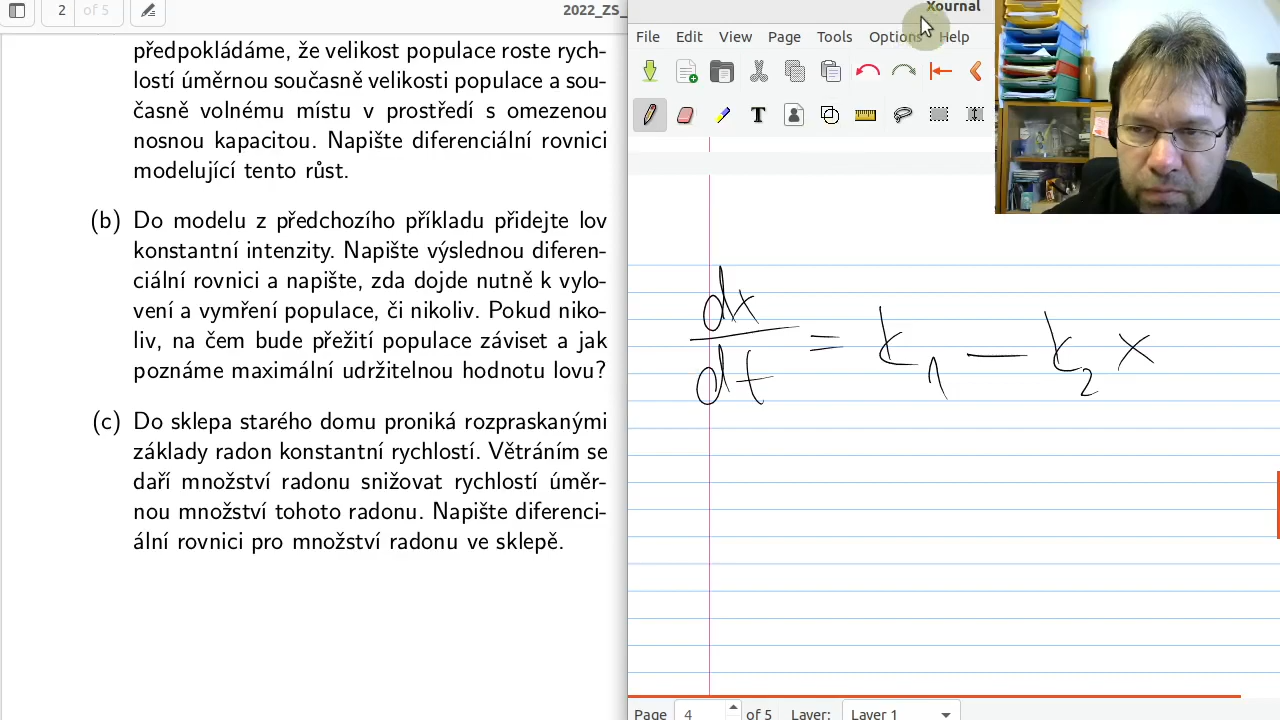 2 of 5 2022_ZS_
předpokládáme, že velikost populace roste rych-
lostí úměrnou současně velikosti populace a sou-
časně volnému místu v prostředí s omezenou
nosnou kapacitou. Napište diferenciální rovnici
modelující tento růst.
(b) Do modelu z předchozího příkladu přidejte lov
konstantní intenzity. Napište výslednou diferen-
ciální rovnici a napište, zda dojde nutně k vylo-
vení a vymření populace, či nikoliv. Pokud niko-
liv, na čem bude přežití populace záviset a jak
poznáme maximální udržitelnou hodnotu lovu?
(c) Do sklepa starého domu proniká rozpraskanými
základy radon konstantní rychlostí. Větráním se
daří množství radonu snižovat rychlostí úměr-
nou množství tohoto radonu. Napište diferenci-
ální rovnici pro množství radonu ve sklepě.
Xournal
File Edit View Page Tools Options Help
T
dx/dt = k₁ − k₂ x
Page 4 of 5 Layer: Layer 1